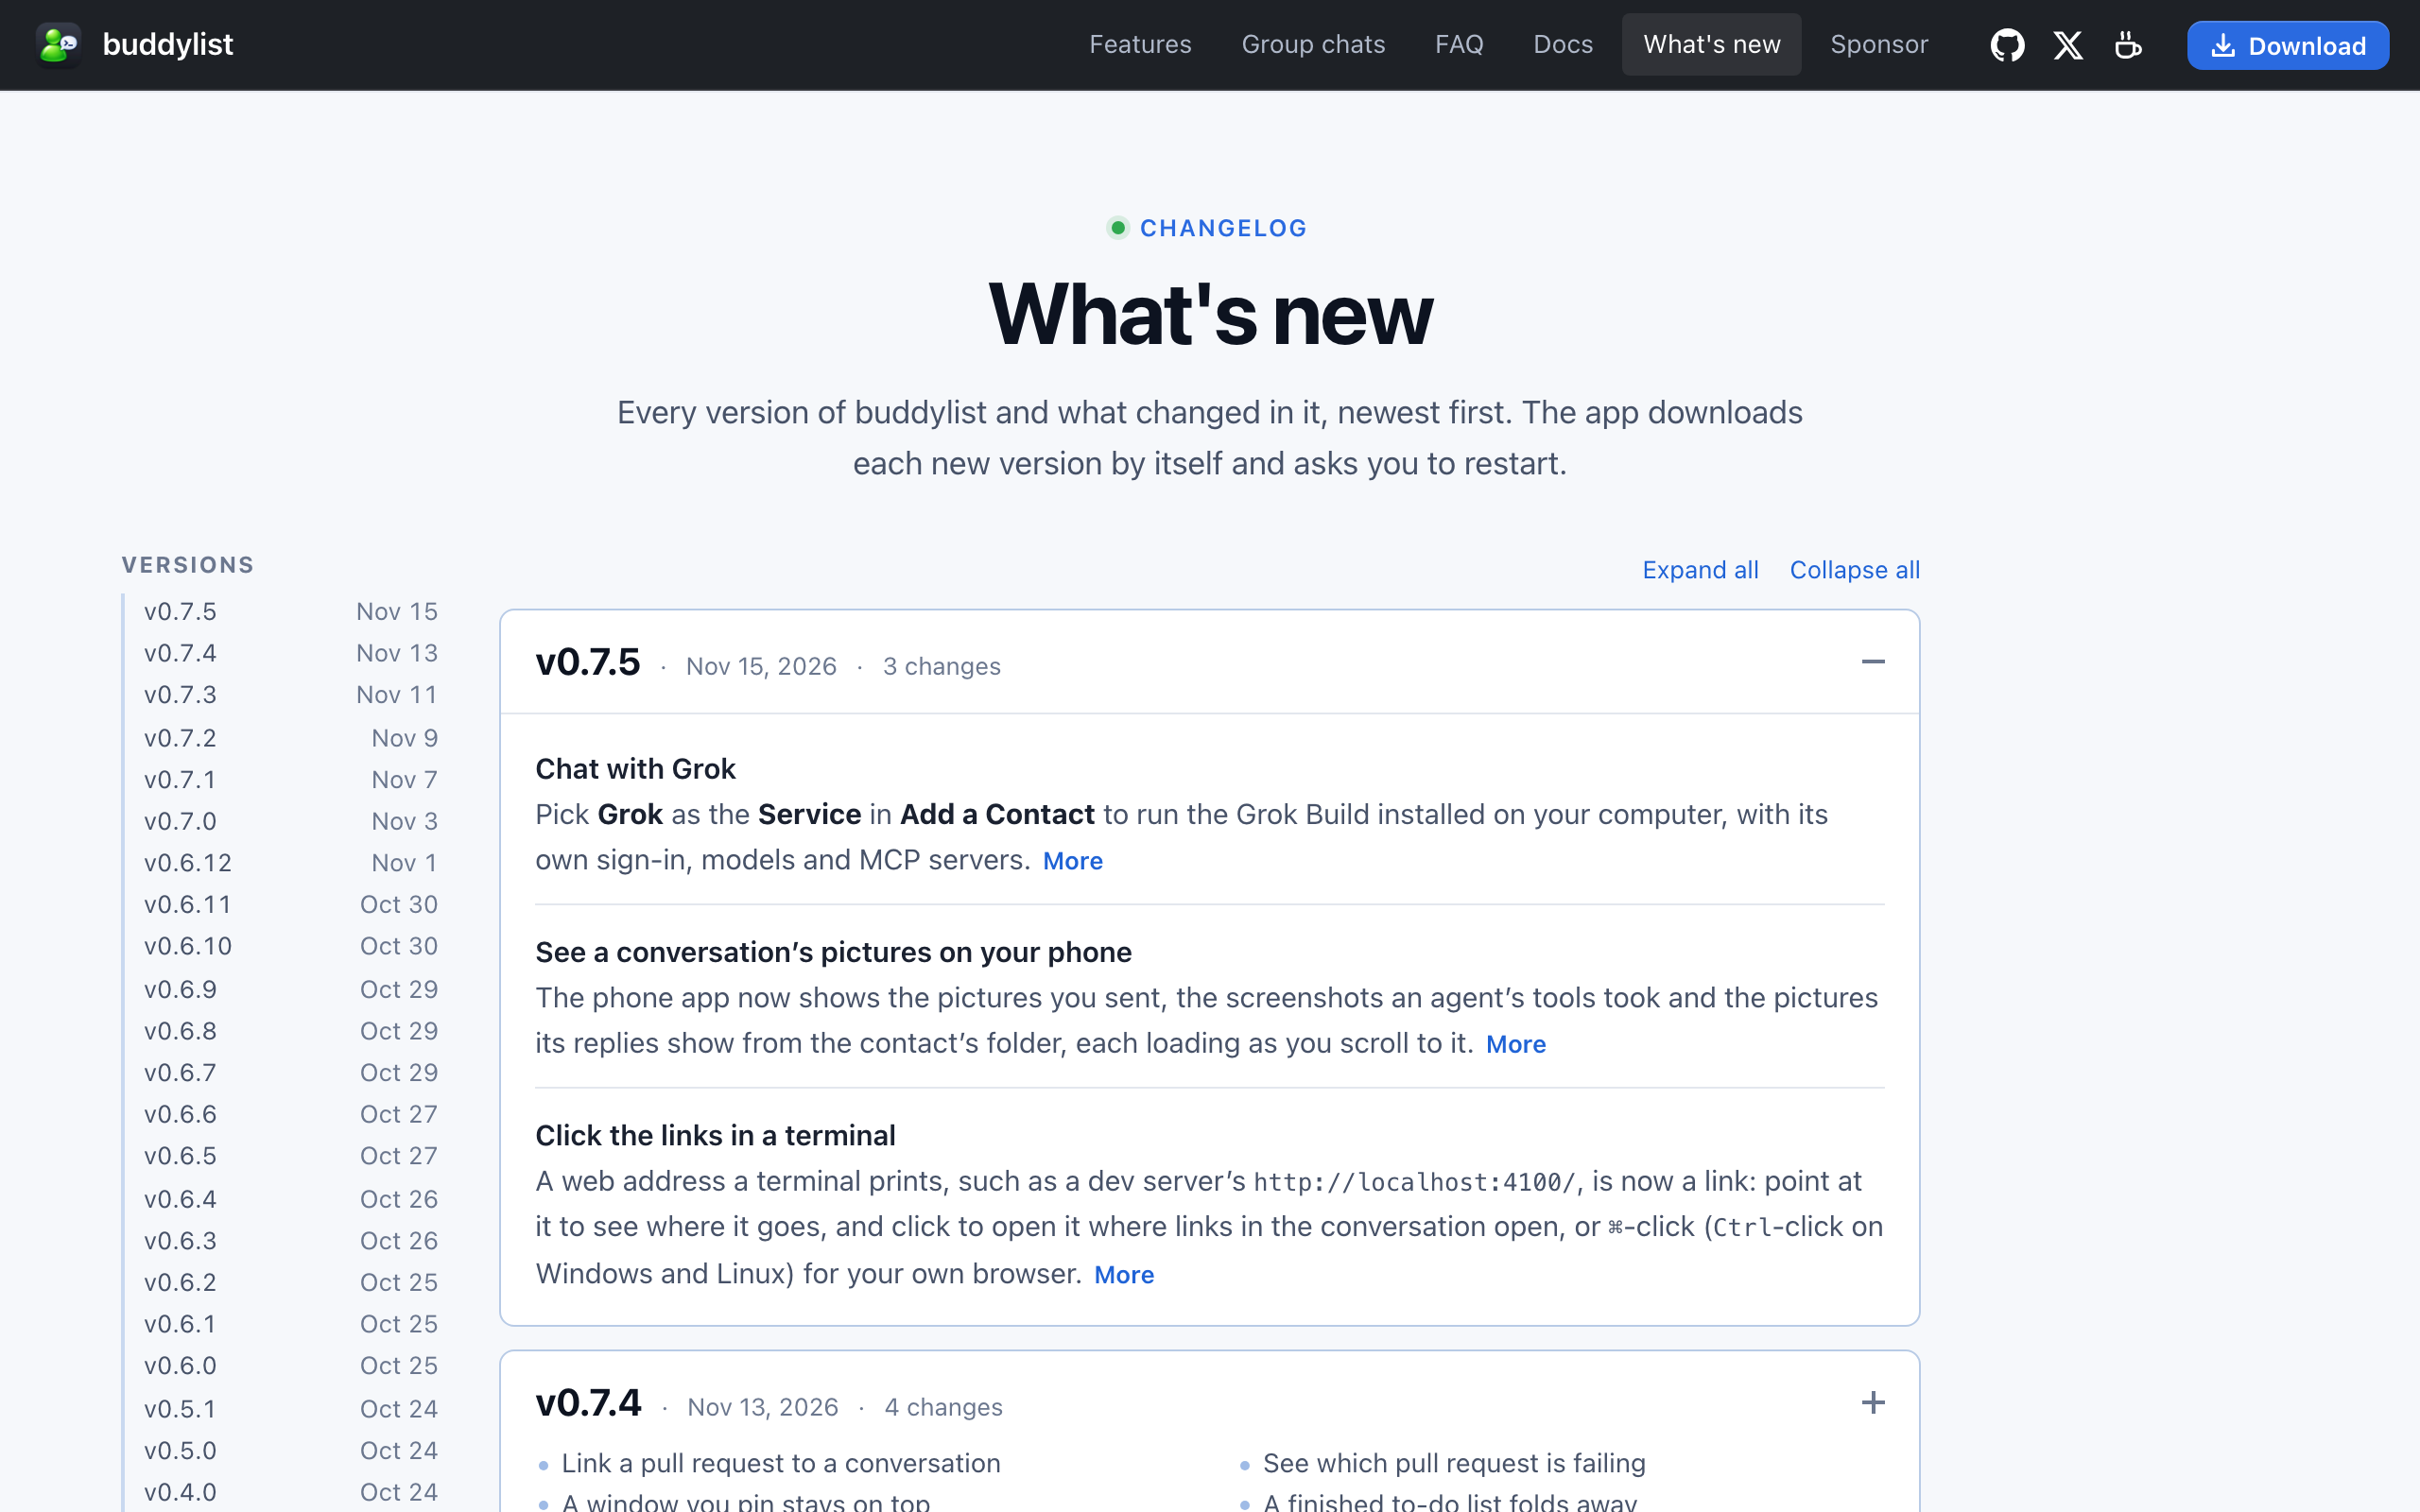 buddylist
Features
Group chats
FAQ
Docs
What's new
Sponsor
Download
CHANGELOG
What's new
Every version of buddylist and what changed in it, newest first. The app downloads
each new version by itself and asks you to restart.
VERSIONS
v0.7.5 Nov 15
v0.7.4 Nov 13
v0.7.3 Nov 11
v0.7.2 Nov 9
v0.7.1 Nov 7
v0.7.0 Nov 3
v0.6.12 Nov 1
v0.6.11 Oct 30
v0.6.10 Oct 30
v0.6.9 Oct 29
v0.6.8 Oct 29
v0.6.7 Oct 29
v0.6.6 Oct 27
v0.6.5 Oct 27
v0.6.4 Oct 26
v0.6.3 Oct 26
v0.6.2 Oct 25
v0.6.1 Oct 25
v0.6.0 Oct 25
v0.5.1 Oct 24
v0.5.0 Oct 24
v0.4.0 Oct 24
Expand all Collapse all
v0.7.5 · Nov 15, 2026 · 3 changes
Chat with Grok
Pick Grok as the Service in Add a Contact to run the Grok Build installed on your computer, with its
own sign-in, models and MCP servers. More
See a conversation’s pictures on your phone
The phone app now shows the pictures you sent, the screenshots an agent’s tools took and the pictures
its replies show from the contact’s folder, each loading as you scroll to it. More
Click the links in a terminal
A web address a terminal prints, such as a dev server’s http://localhost:4100/, is now a link: point at
it to see where it goes, and click to open it where links in the conversation open, or ⌘-click (Ctrl-click on
Windows and Linux) for your own browser. More
v0.7.4 · Nov 13, 2026 · 4 changes
Link a pull request to a conversation
See which pull request is failing
A window you pin stays on top
A finished to-do list folds away